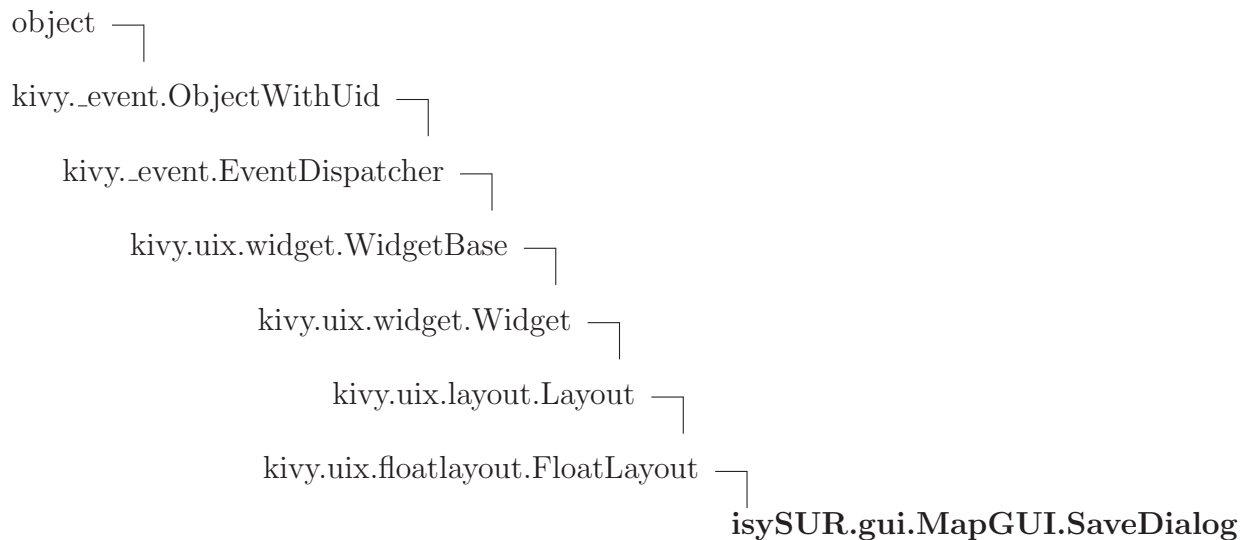 object
kivy._event.ObjectWithUid
kivy._event.EventDispatcher
kivy.uix.widget.WidgetBase
kivy.uix.widget.Widget
kivy.uix.layout.Layout
kivy.uix.floatlayout.FloatLayout
isySUR.gui.MapGUI.SaveDialog